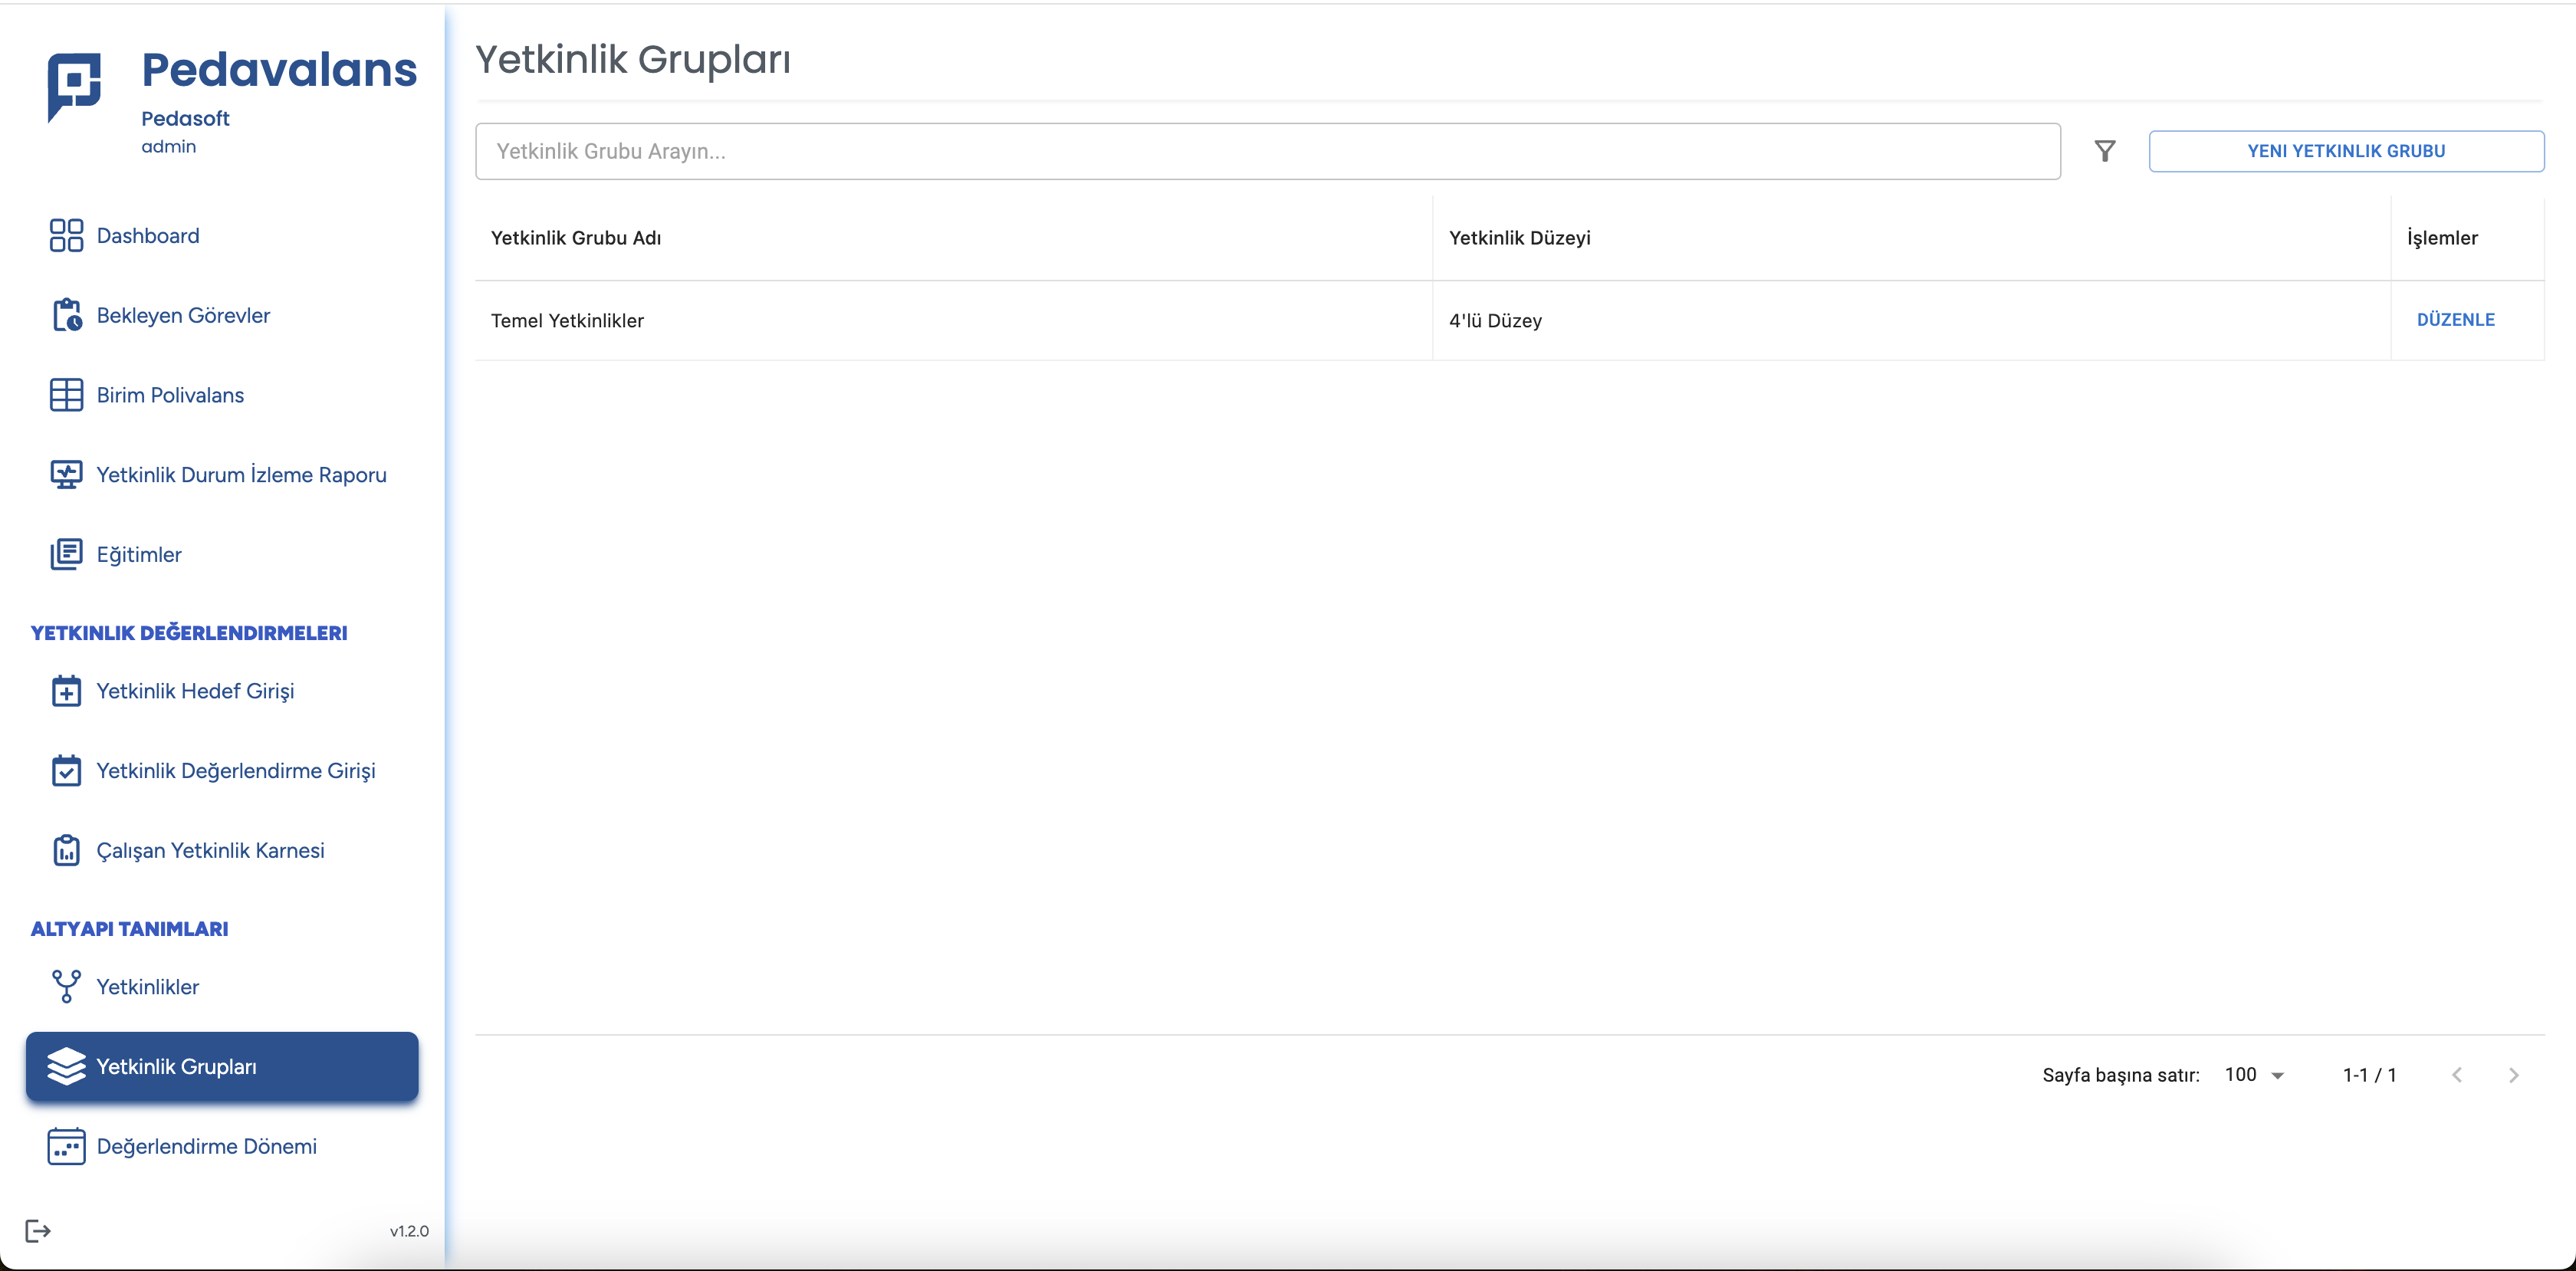 Pedavalans
Pedasoft
admin
Dashboard
Bekleyen Görevler
Birim Polivalans
Yetkinlik Durum İzleme Raporu
Eğitimler
YETKINLIK DEĞERLENDIRMELERI
Yetkinlik Hedef Girişi
Yetkinlik Değerlendirme Girişi
Çalışan Yetkinlik Karnesi
ALTYAPI TANIMLARI
Yetkinlikler
Yetkinlik Grupları
Değerlendirme Dönemi
v1.2.0
Yetkinlik Grupları
Yetkinlik Grubu Arayın...
YENI YETKINLIK GRUBU
Yetkinlik Grubu Adı Yetkinlik Düzeyi İşlemler
Temel Yetkinlikler 4'lü Düzey DÜZENLE
Sayfa başına satır: 100 1-1 / 1